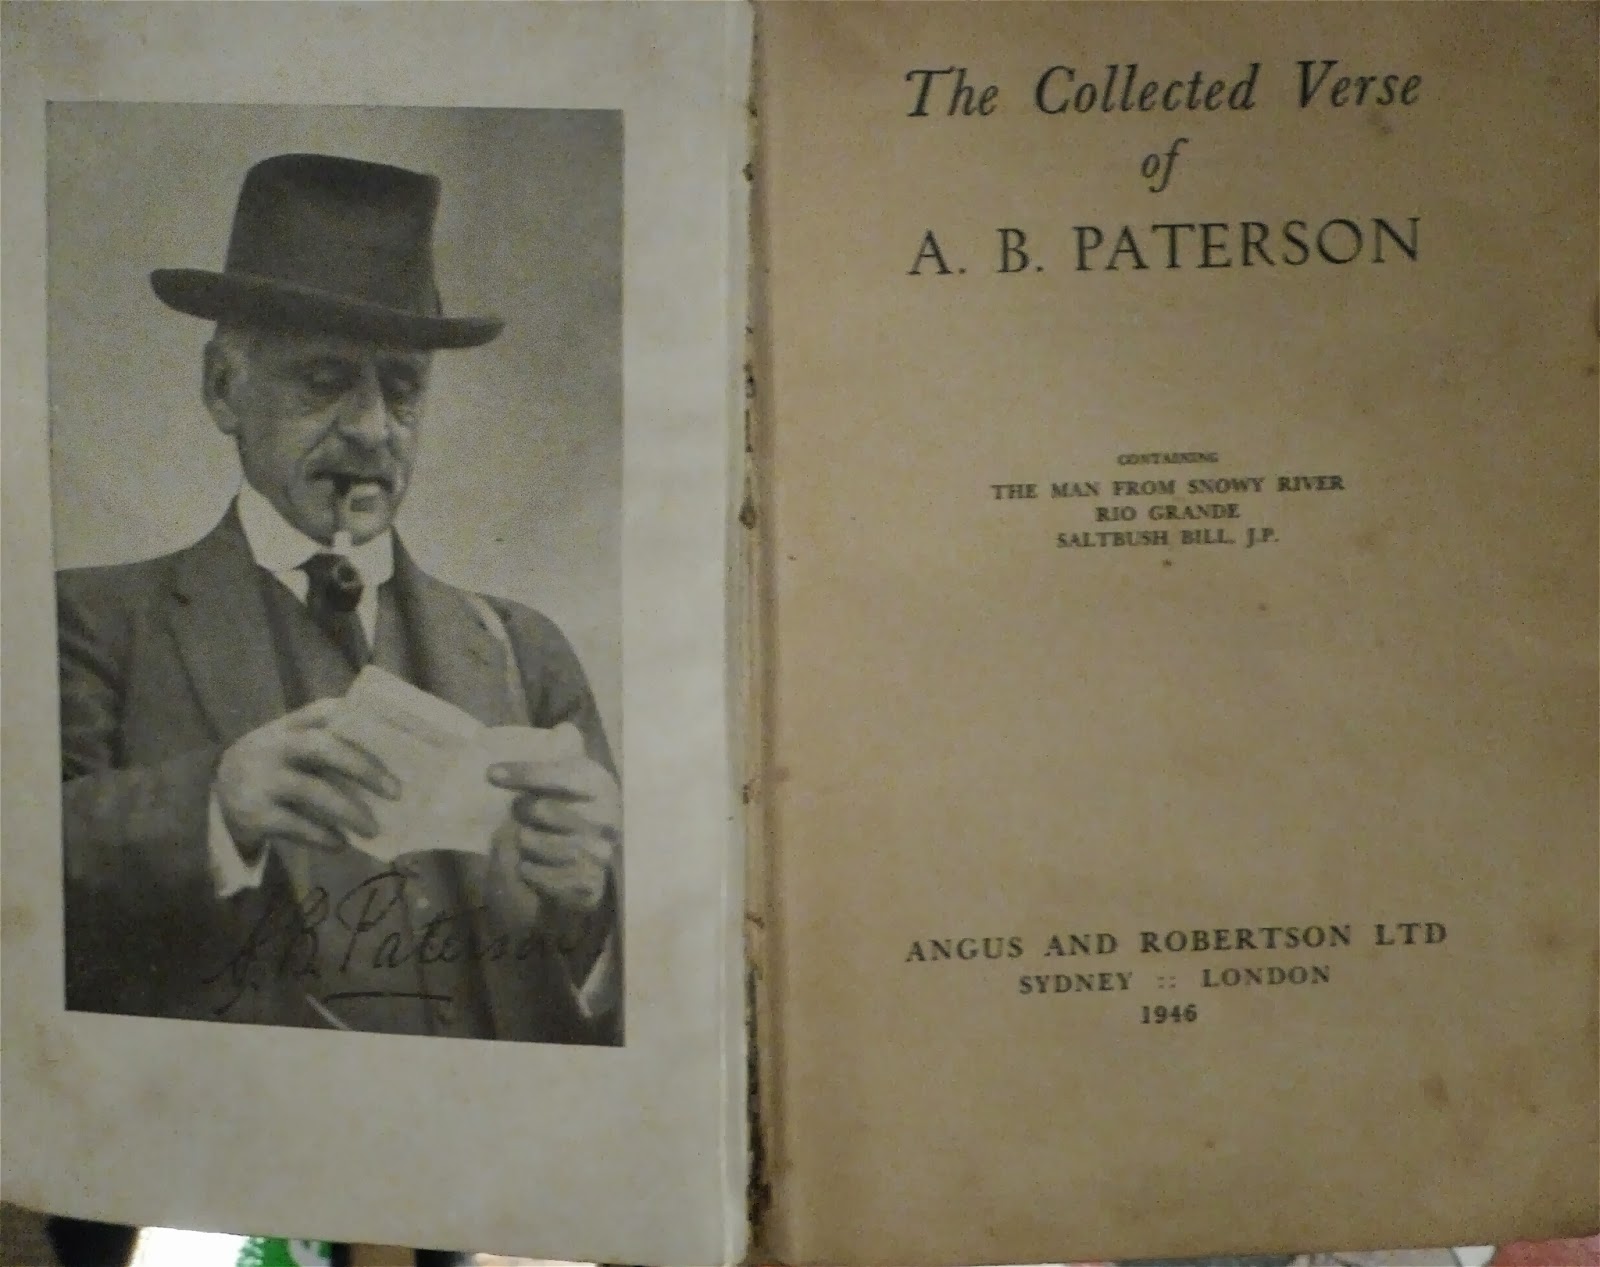 A. B. Paterson
The Collected Verse
of
A. B. PATERSON
CONTAINING
THE MAN FROM SNOWY RIVER
RIO GRANDE
SALTBUSH BILL, J.P.
ANGUS AND ROBERTSON LTD
SYDNEY :: LONDON
1946